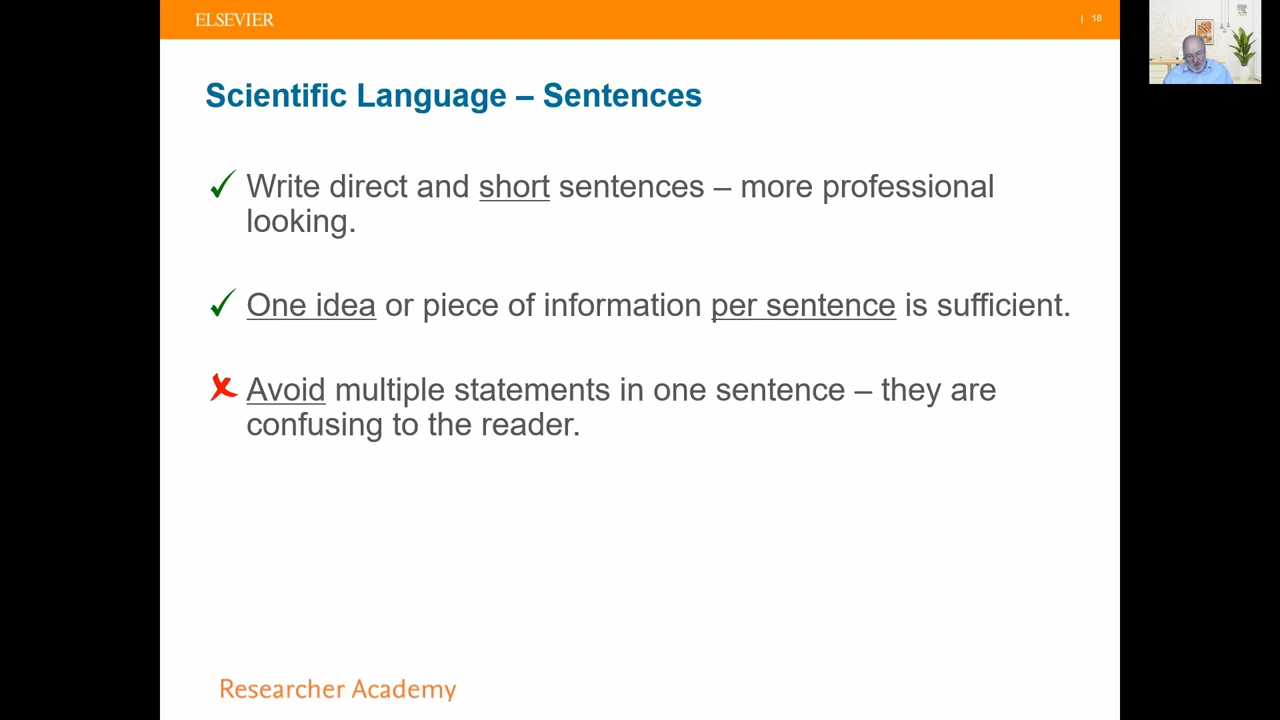 ELSEVIER
| 18
Scientific Language – Sentences
✓ Write direct and short sentences – more professional
looking.
✓ One idea or piece of information per sentence is sufficient.
✗ Avoid multiple statements in one sentence – they are
confusing to the reader.
Researcher Academy